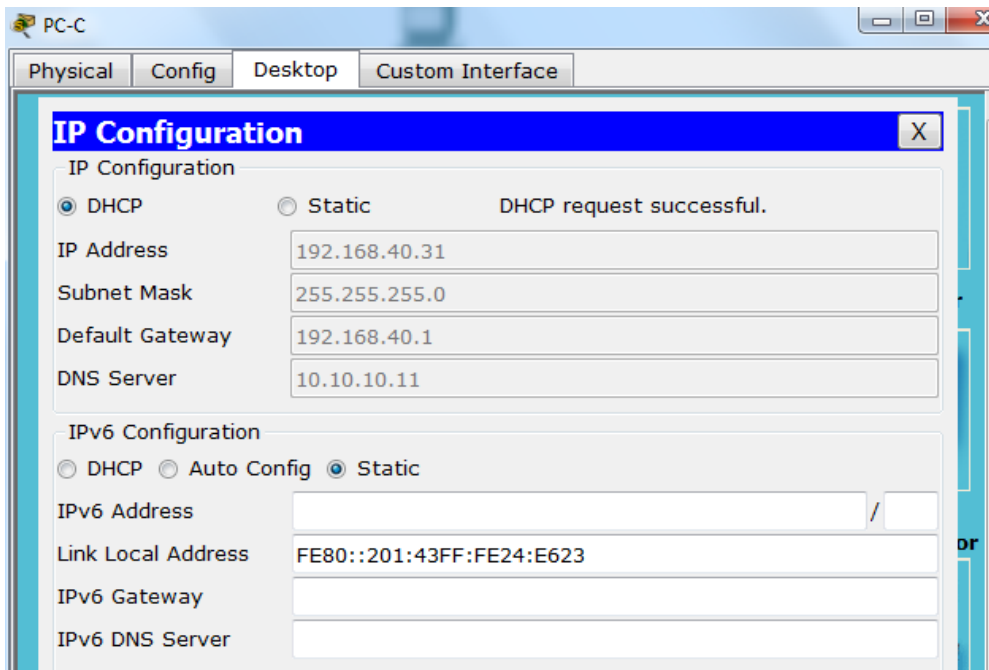 PC-C
Physical Config Desktop Custom Interface
IP Configuration X
IP Configuration
DHCP Static DHCP request successful.
IP Address 192.168.40.31
Subnet Mask 255.255.255.0
Default Gateway 192.168.40.1
DNS Server 10.10.10.11
IPv6 Configuration
DHCP Auto Config Static
IPv6 Address /
Link Local Address FE80::201:43FF:FE24:E623
IPv6 Gateway
IPv6 DNS Server